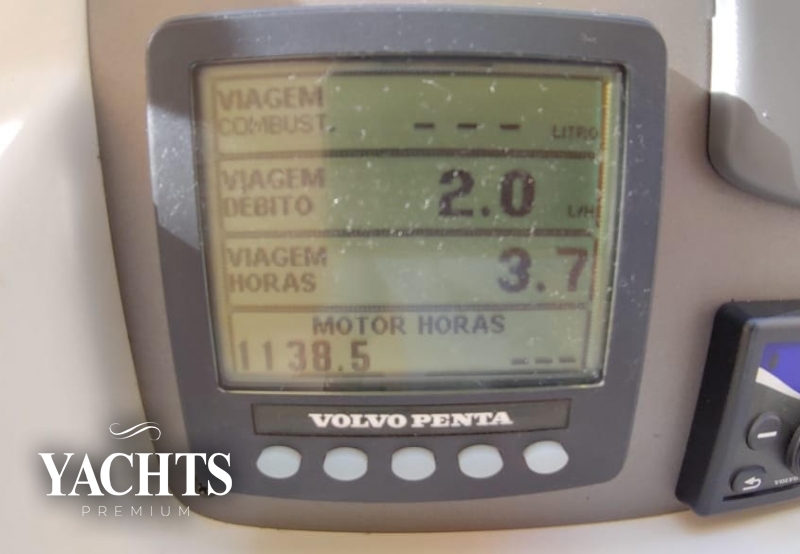 VIAGEM
COMBUST. --- LITRO
VIAGEM
DEBITO 2.0 L/H
VIAGEM
HORAS 3.7
MOTOR HORAS
1138.5 ---
VOLVO PENTA
YACHTS
PREMIUM